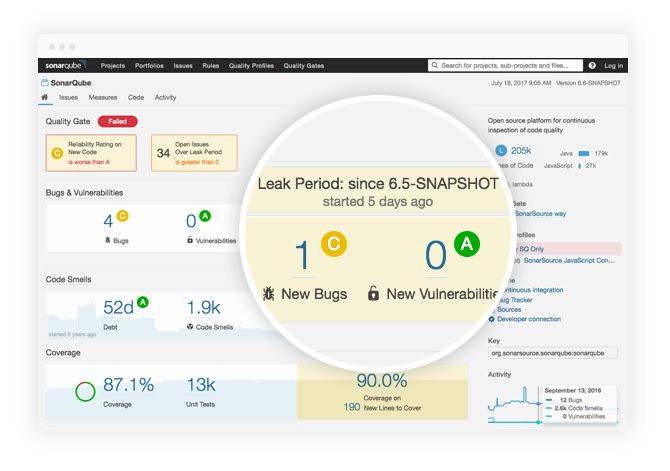 sonarqube Projects Portfolios Issues Rules Quality Profiles Quality Gates Search for projects, sub-projects and files... ? Log in
SonarQube July 18, 2017 9:05 AM Version 6.6-SNAPSHOT
Issues Measures Code Activity
Quality Gate Failed
C Reliability Rating on
New Code
is worse than A
34 Open Issues
Over Leak Period
is greater than 0
Bugs & Vulnerabilities
4 C
Bugs
0 A
Vulnerabilities
Leak Period: since 6.5-SNAPSHOT
started 5 days ago
1 C
New Bugs
0 A
New Vulnerabilitie
Code Smells
52d A
Debt
1.9k
Code Smells
started 6 years ago
Coverage
87.1%
Coverage
13k
Unit Tests
90.0%
Coverage on
190 New Lines to Cover
Open source platform for continuous
inspection of code quality
L 205k
es of Code
Java 179k
JavaScript 27k
, lambda
Gate
SonarSource way
rofiles
SQ Only
SonarSource JavaScript Con...
ontinuous integration
ug Tracker
Sources
Developer connection
Key
org.sonarsource.sonarqube:sonarqube
Activity
September 13, 2016
12 Bugs
2.6k Code Smells
0 Vulnerabilities